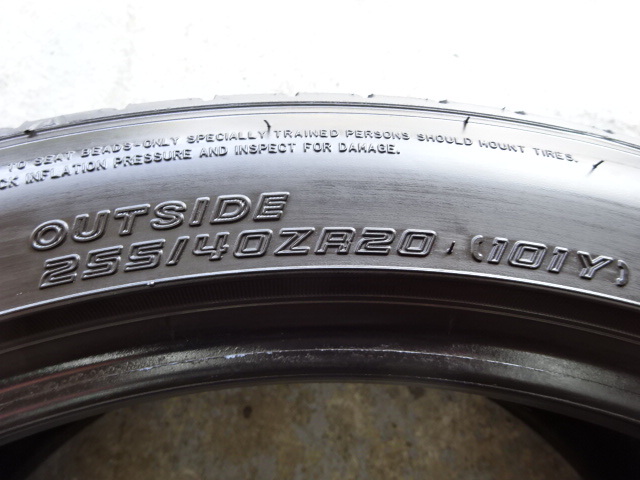 TO SEAT BEADS-ONLY SPECIALLY TRAINED PERSONS SHOULD MOUNT TIRES.
CK INFLATION PRESSURE AND INSPECT FOR DAMAGE.
OUTSIDE
255/40ZR20 (101Y)